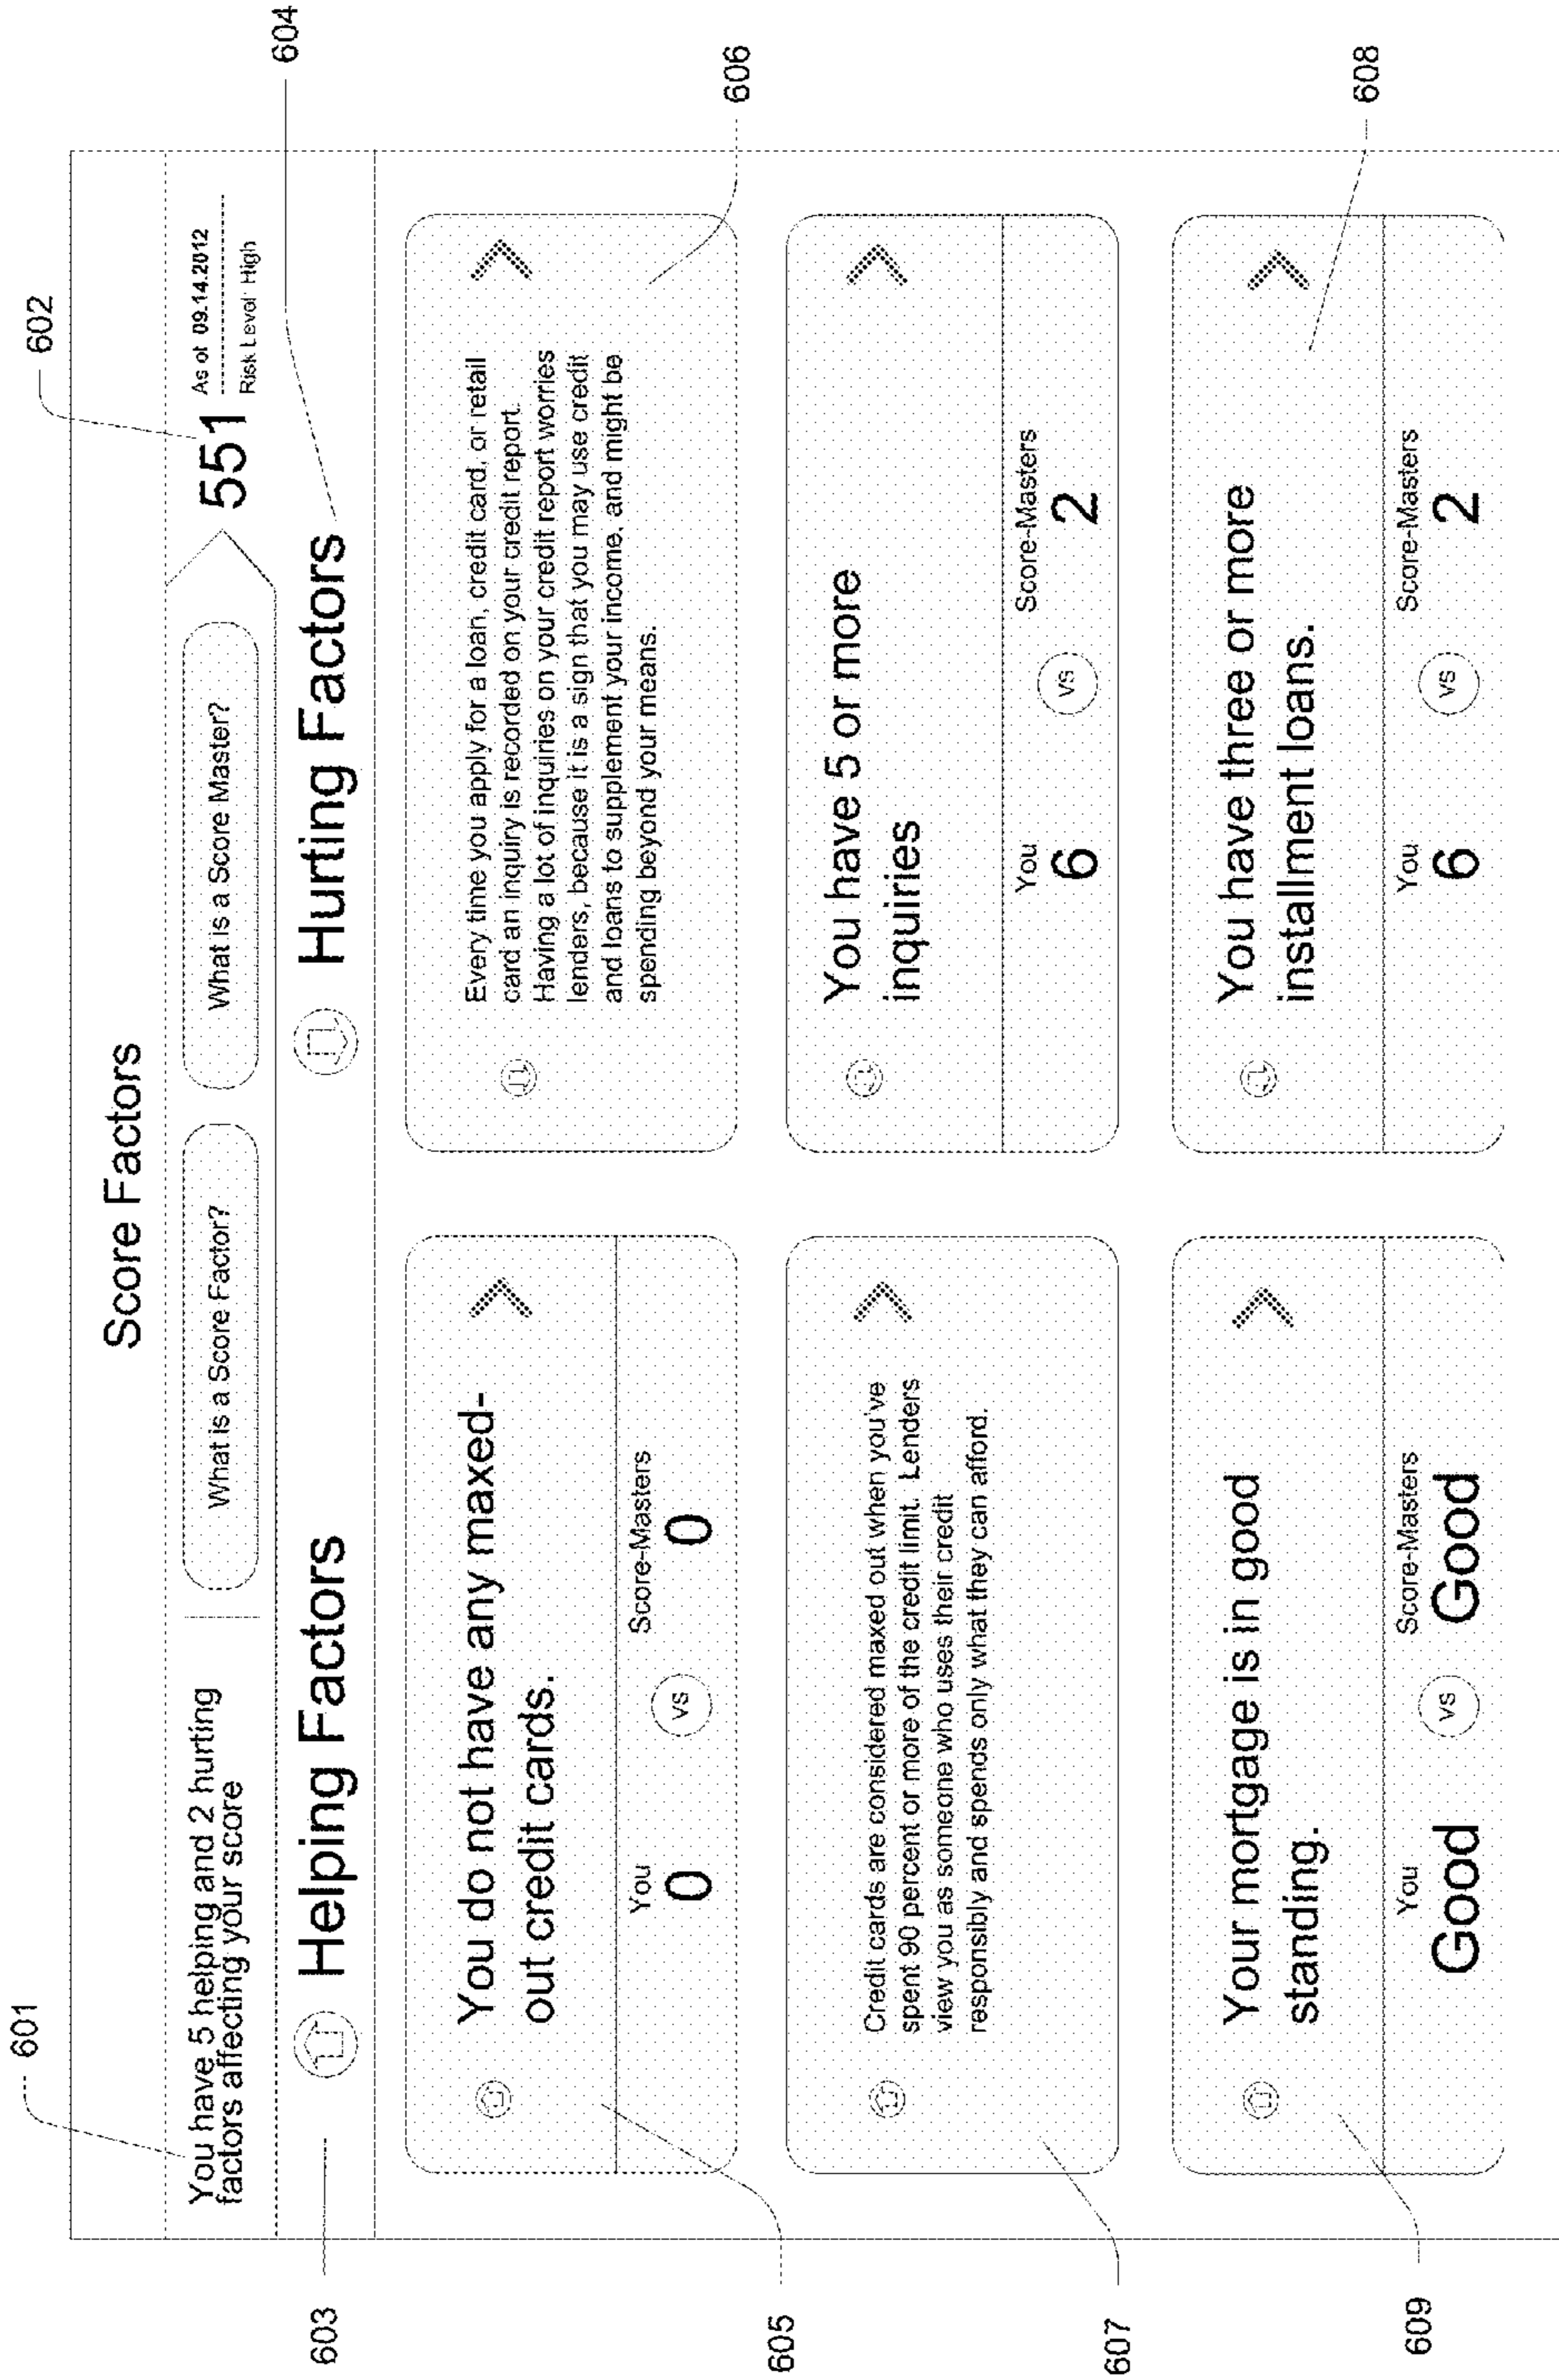 601
602
Score Factors
You have 5 helping and 2 hurting
factors affecting your score
What is a Score Factor?
What is a Score Master?
551
As of 09.14.2012
Risk Level: High
603
Helping Factors
Hurting Factors
604
You do not have any maxed-
out credit cards.
You
0
vs
Score-Masters
0
605
Every time you apply for a loan, credit card, or retail
card an inquiry is recorded on your credit report.
Having a lot of inquiries on your credit report worries
lenders, because it is a sign that you may use credit
and loans to supplement your income, and might be
spending beyond your means.
606
Credit cards are considered maxed out when you've
spent 90 percent or more of the credit limit. Lenders
view you as someone who uses their credit
responsibly and spends only what they can afford.
607
You have 5 or more
inquiries
You
6
vs
Score-Masters
2
Your mortgage is in good
standing.
You
Good
vs
Score-Masters
Good
609
You have three or more
installment loans.
You
6
vs
Score-Masters
2
608